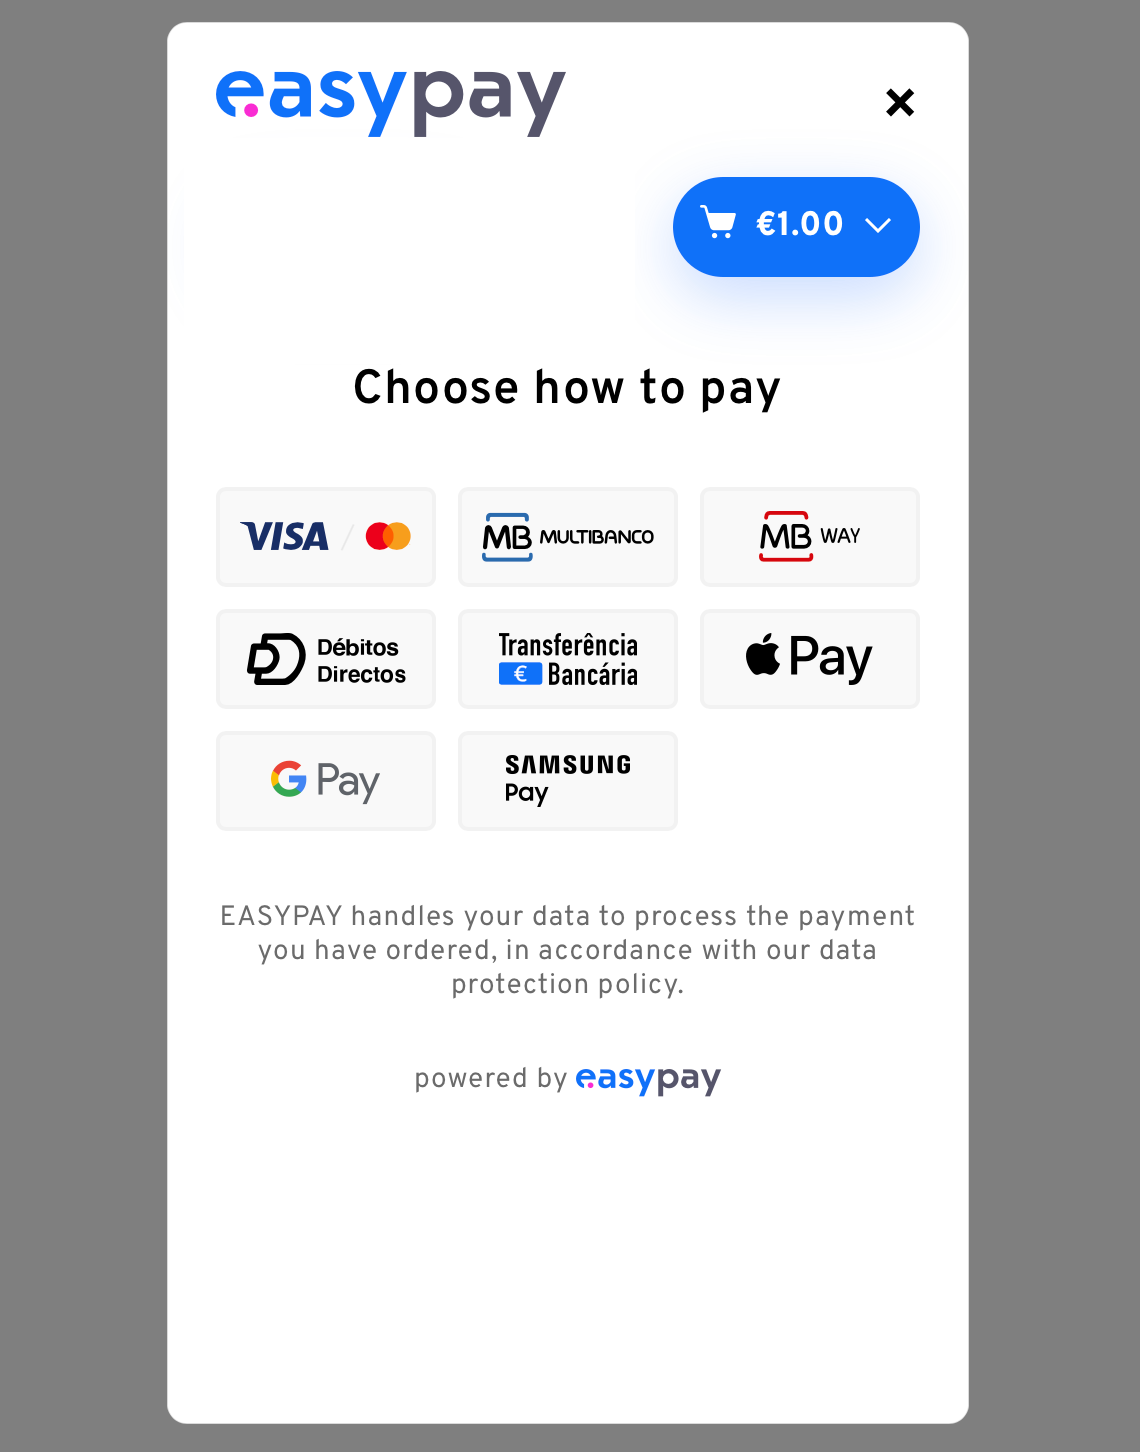 easypay
€1.00
Choose how to pay
VISA
MB MULTIBANCO
MB WAY
Débitos
Directos
Transferência
€ Bancária
Pay
G Pay
SAMSUNG
Pay
EASYPAY handles your data to process the payment
you have ordered, in accordance with our data
protection policy.
powered by easypay